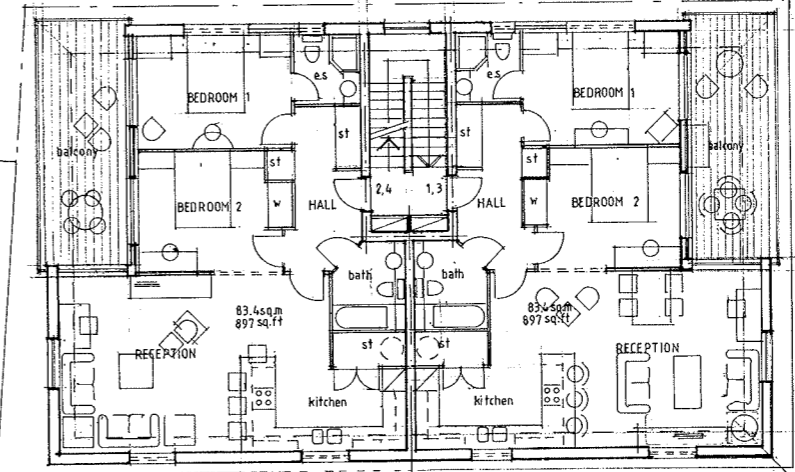 e.s
BEDROOM 1
st
balcony
BEDROOM 2
st
w
HALL
2,4
1,3
e.s
BEDROOM 1
st
balcony
st
w
HALL
BEDROOM 2
bath
bath
83.4sq.m
897 sq.ft
83.4sq.m
897 sq.ft
RECEPTION
st
st
RECEPTION
kitchen
kitchen